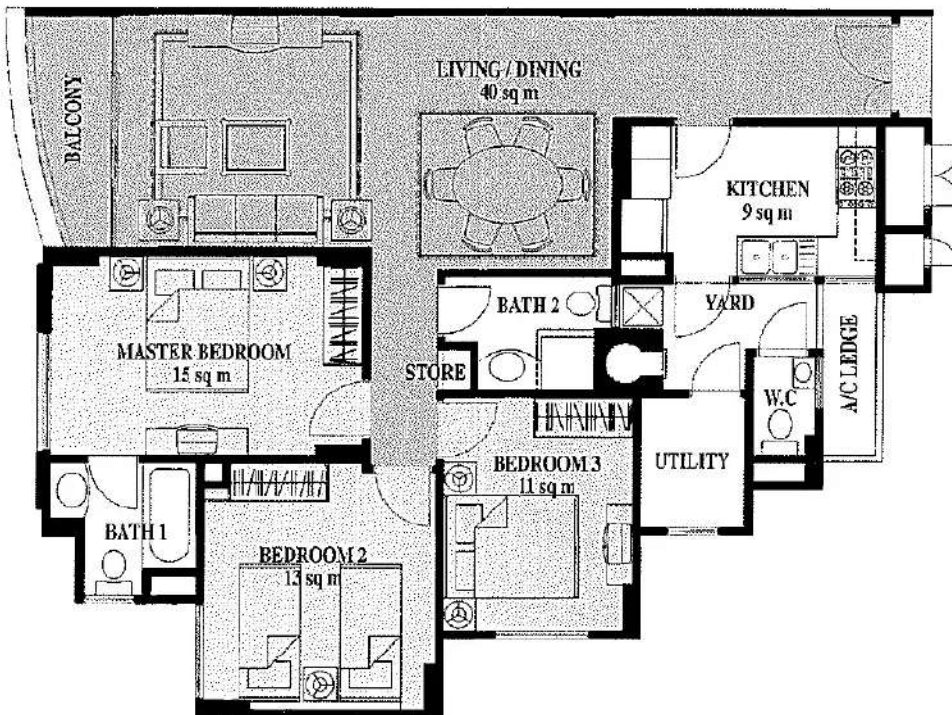 LIVING / DINING
40 sq m
BALCONY
KITCHEN
9 sq m
BATH 2
YARD
MASTER BEDROOM
15 sq m
STORE
A/C LEDGE
W.C
BEDROOM 3
11 sq m
UTILITY
BATH 1
BEDROOM 2
13 sq m